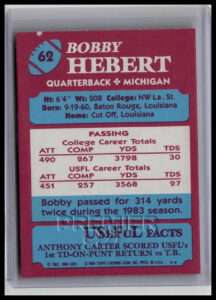 62
BOBBY
HEBERT
QUARTERBACK + MICHIGAN
Ht: 6'4" Wt: 208 College: NW La. St.
Born: 9-19-60, Baton Rouge, Louisiana
Home: Cut Off, Louisiana
PASSING
College Career Totals
ATT COMP YDS TDS
490 267 3798 30
USFL Career Totals
ATT COMP YDS TDS
451 257 3568 27
Bobby passed for 314 yards
twice during the 1983 season.
PREMIER
USEFUL FACTS
ANTHONY CARTER SCORED USFL's
1st TD-ON-PUNT RETURN vs T.B.